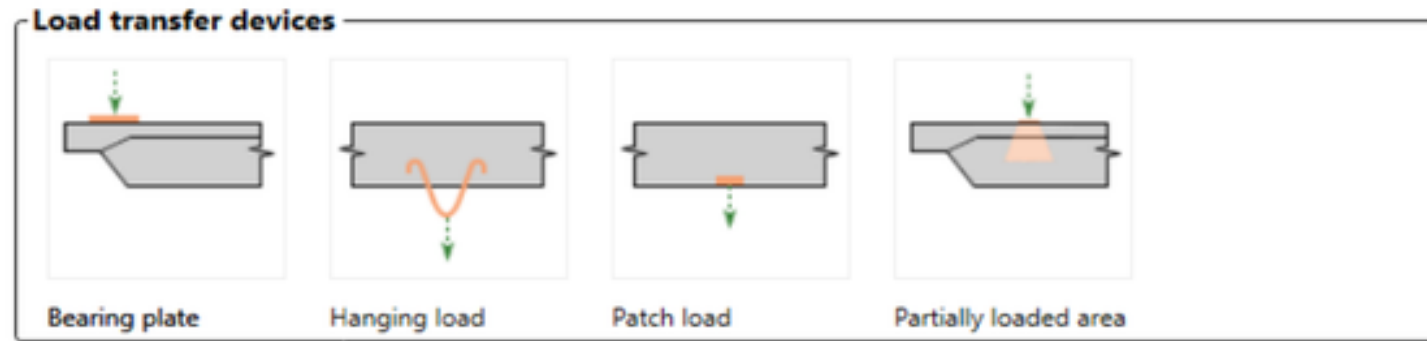 Load transfer devices
Bearing plate
Hanging load
Patch load
Partially loaded area